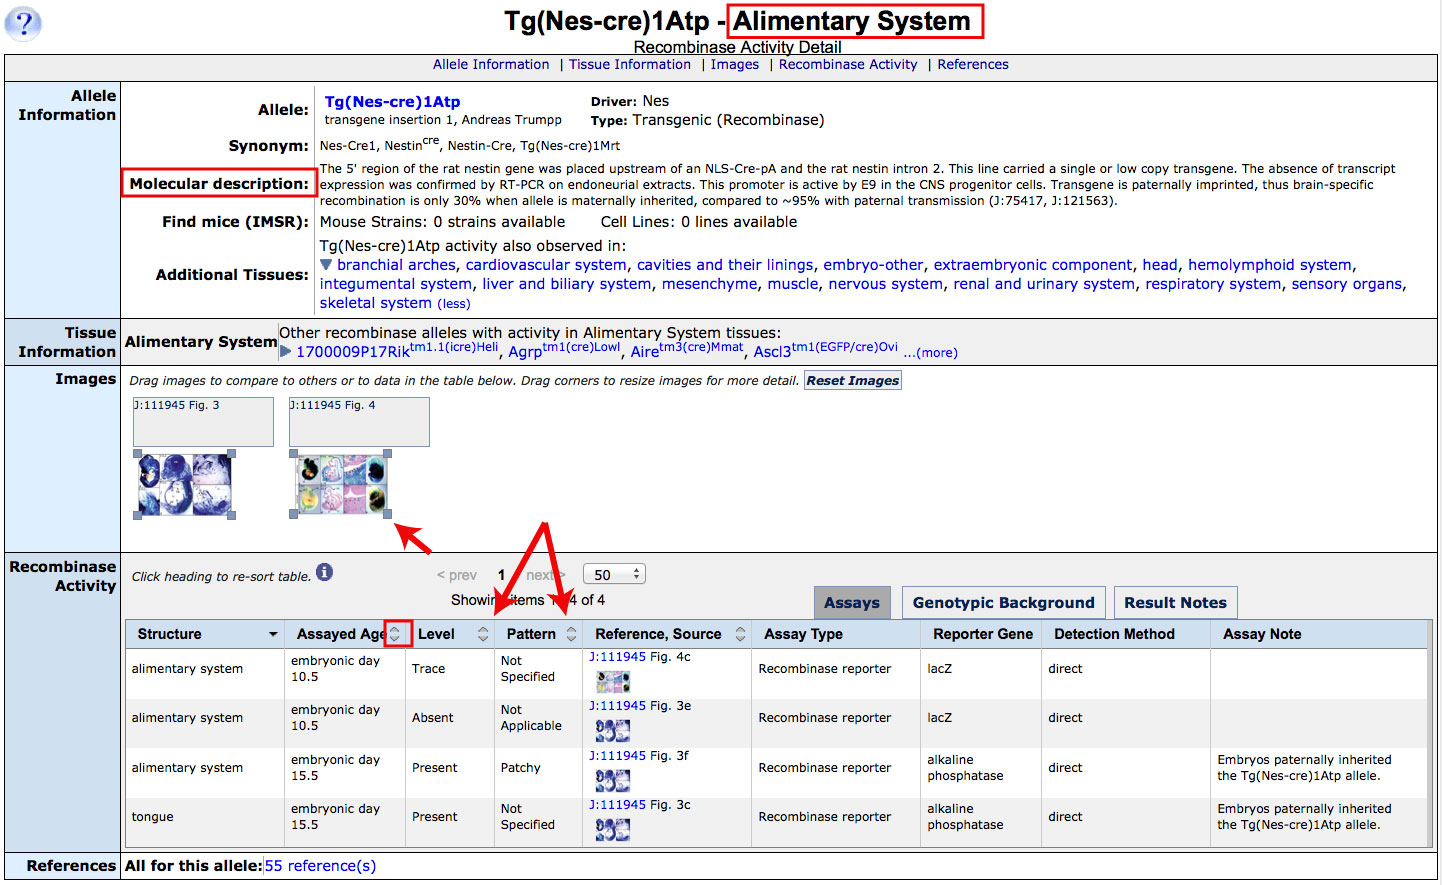 ?
Tg(Nes-cre)1Atp - Alimentary System
Recombinase Activity Detail
Allele Information | Tissue Information | Images | Recombinase Activity | References
Allele Information
Allele: Tg(Nes-cre)1Atp
transgene insertion 1, Andreas Trumpp
Driver: Nes
Type: Transgenic (Recombinase)
Synonym: Nes-Cre1, Nestincre, Nestin-Cre, Tg(Nes-cre)1Mrt
Molecular description:
The 5' region of the rat nestin gene was placed upstream of an NLS-Cre-pA and the rat nestin intron 2. This line carried a single or low copy transgene. The absence of transcript
expression was confirmed by RT-PCR on endoneurial extracts. This promoter is active by E9 in the CNS progenitor cells. Transgene is paternally imprinted, thus brain-specific
recombination is only 30% when allele is maternally inherited, compared to ~95% with paternal transmission (J:75417, J:121563).
Find mice (IMSR): Mouse Strains: 0 strains available Cell Lines: 0 lines available
Additional Tissues:
Tg(Nes-cre)1Atp activity also observed in:
branchial arches, cardiovascular system, cavities and their linings, embryo-other, extraembryonic component, head, hemolymphoid system,
integumental system, liver and biliary system, mesenchyme, muscle, nervous system, renal and urinary system, respiratory system, sensory organs,
skeletal system (less)
Tissue Information
Alimentary System
Other recombinase alleles with activity in Alimentary System tissues:
1700009P17Riktm1.1(icre)Heli, Agrptm1(cre)Lowl, Airetm3(cre)Mmat, Ascl3tm1(EGFP/cre)Ovi ...(more)
Images
Drag images to compare to others or to data in the table below. Drag corners to resize images for more detail. Reset Images
J:111945 Fig. 3
J:111945 Fig. 4
Recombinase Activity
Click heading to re-sort table. i
< prev 1 next > 50
Showing items 1 - 4 of 4
Assays Genotypic Background Result Notes
Structure Assayed Age Level Pattern Reference, Source Assay Type Reporter Gene Detection Method Assay Note
alimentary system embryonic day 10.5 Trace Not Specified J:111945 Fig. 4c Recombinase reporter lacZ direct
alimentary system embryonic day 10.5 Absent Not Applicable J:111945 Fig. 3e Recombinase reporter lacZ direct
alimentary system embryonic day 15.5 Present Patchy J:111945 Fig. 3f Recombinase reporter alkaline phosphatase direct Embryos paternally inherited the Tg(Nes-cre)1Atp allele.
tongue embryonic day 15.5 Present Not Specified J:111945 Fig. 3c Recombinase reporter alkaline phosphatase direct Embryos paternally inherited the Tg(Nes-cre)1Atp allele.
References
All for this allele: 55 reference(s)